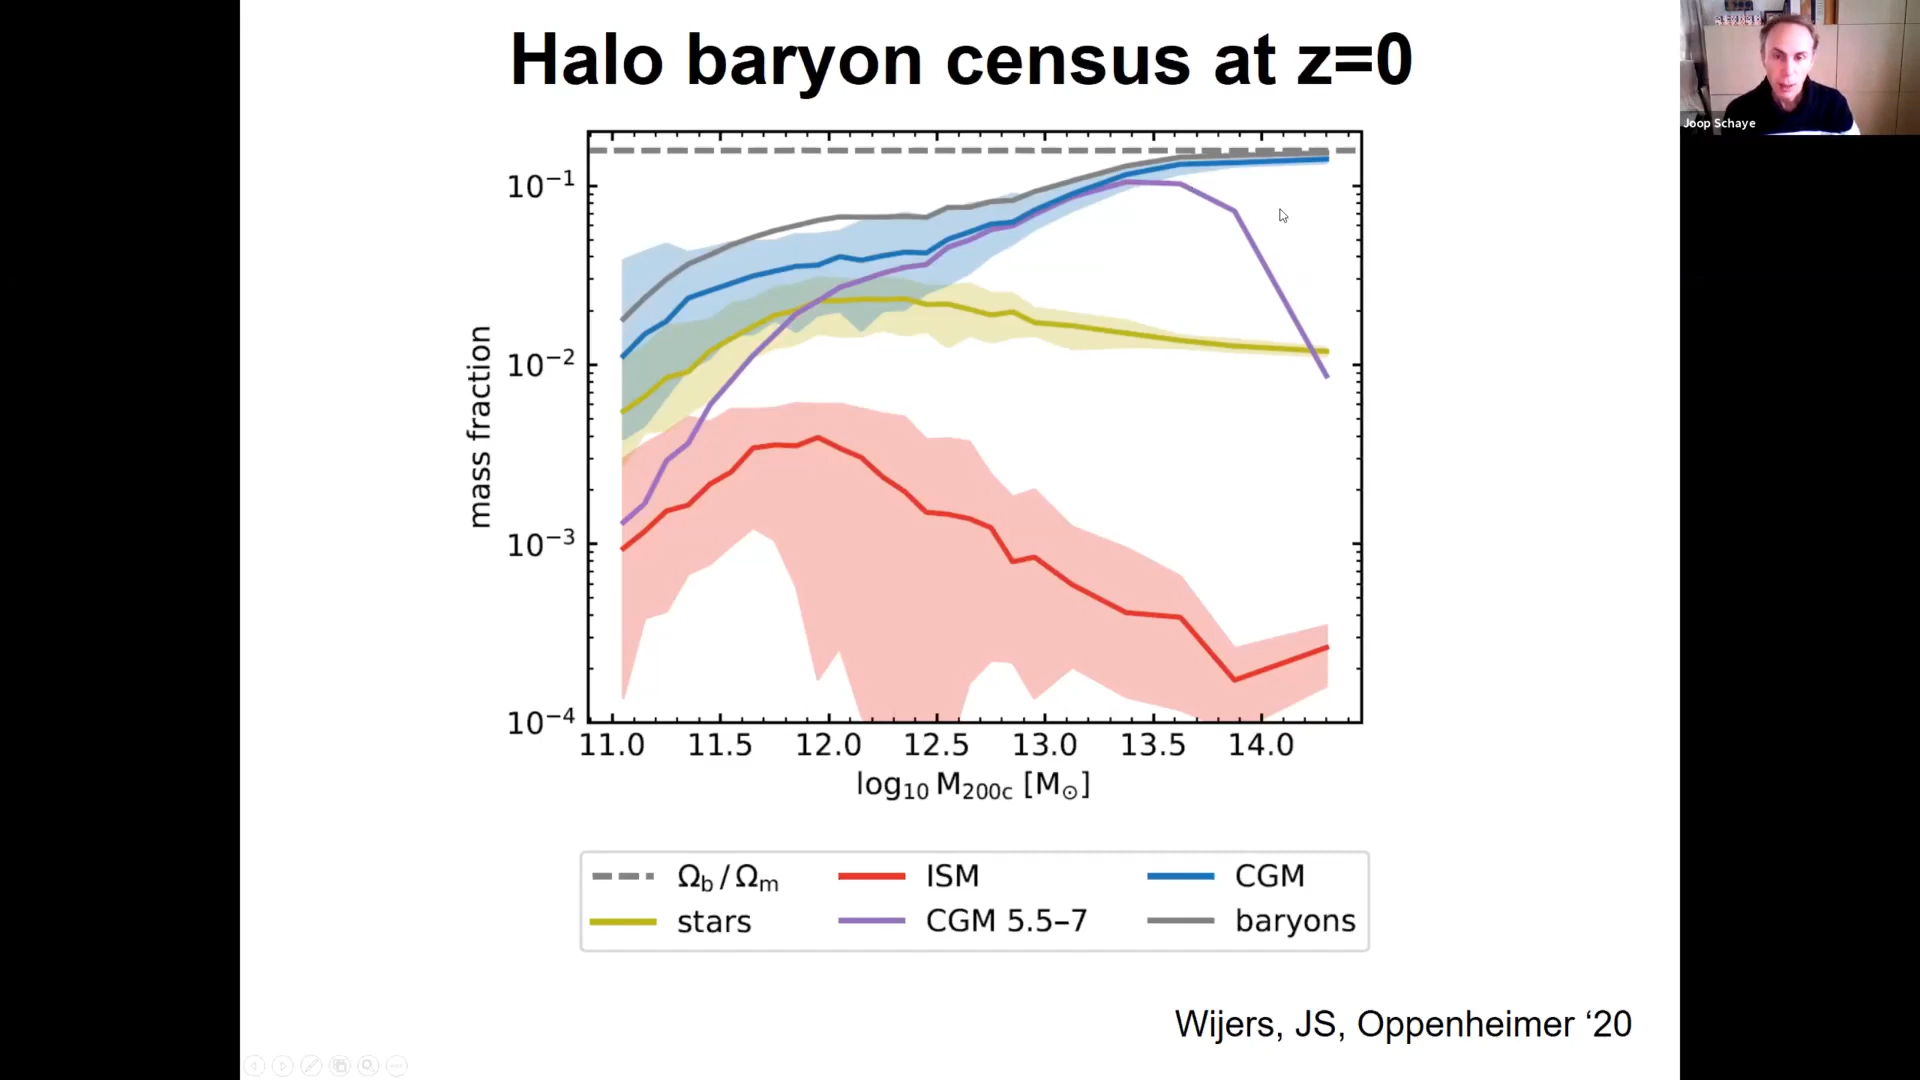 Halo baryon census at z=0
Joop Schaye
10⁻¹
10⁻²
10⁻³
10⁻⁴
mass fraction
11.0 11.5 12.0 12.5 13.0 13.5 14.0
log₁₀ M₂₀₀c [M⊙]
Ωb / Ωm ISM CGM
stars CGM 5.5–7 baryons
Wijers, JS, Oppenheimer ‘20